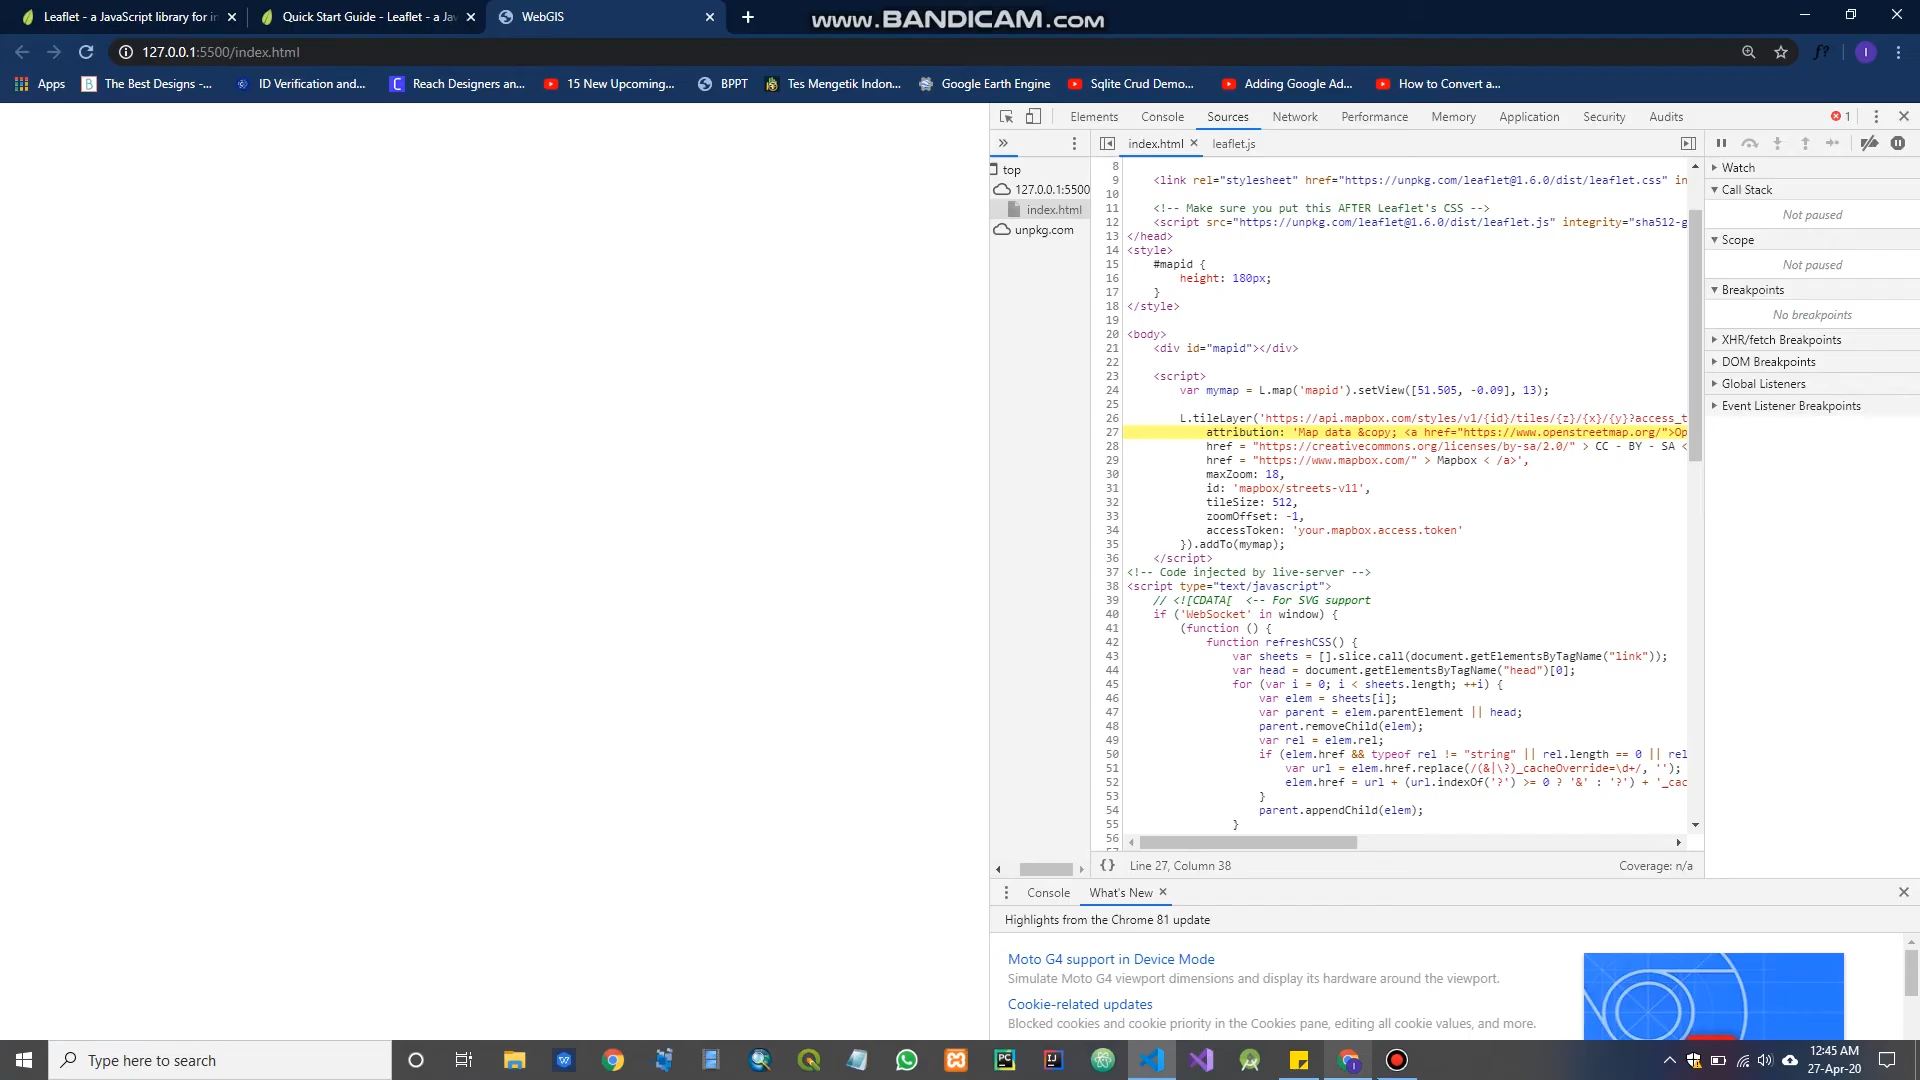 Leaflet - a JavaScript library for in
Quick Start Guide - Leaflet - a Jav
WebGIS
www.BANDICAM.com
127.0.0.1:5500/index.html
Apps
The Best Designs -...
ID Verification and...
Reach Designers an...
15 New Upcoming...
BPPT
Tes Mengetik Indon...
Google Earth Engine
Sqlite Crud Demo...
Adding Google Ad...
How to Convert a...
Elements Console Sources Network Performance Memory Application Security Audits 1
index.html leaflet.js
top
127.0.0.1:5500
index.html
unpkg.com
8
9 <link rel="stylesheet" href="https://unpkg.com/leaflet@1.6.0/dist/leaflet.css" in
10
11 <!-- Make sure you put this AFTER Leaflet's CSS -->
12 <script src="https://unpkg.com/leaflet@1.6.0/dist/leaflet.js" integrity="sha512-g
13 </head>
14 <style>
15 #mapid {
16 height: 180px;
17 }
18 </style>
19
20 <body>
21 <div id="mapid"></div>
22
23 <script>
24 var mymap = L.map('mapid').setView([51.505, -0.09], 13);
25
26 L.tileLayer('https://api.mapbox.com/styles/v1/{id}/tiles/{z}/{x}/{y}?access_t
27 attribution: 'Map data &copy; <a href="https://www.openstreetmap.org/">Op
28 href = "https://creativecommons.org/licenses/by-sa/2.0/" > CC - BY - SA <
29 href = "https://www.mapbox.com/" > Mapbox < /a>',
30 maxZoom: 18,
31 id: 'mapbox/streets-v11',
32 tileSize: 512,
33 zoomOffset: -1,
34 accessToken: 'your.mapbox.access.token'
35 }).addTo(mymap);
36 </script>
37 <!-- Code injected by live-server -->
38 <script type="text/javascript">
39 // <![CDATA[ <-- For SVG support
40 if ('WebSocket' in window) {
41 (function () {
42 function refreshCSS() {
43 var sheets = [].slice.call(document.getElementsByTagName("link"));
44 var head = document.getElementsByTagName("head")[0];
45 for (var i = 0; i < sheets.length; ++i) {
46 var elem = sheets[i];
47 var parent = elem.parentElement || head;
48 parent.removeChild(elem);
49 var rel = elem.rel;
50 if (elem.href && typeof rel != "string" || rel.length == 0 || rel
51 var url = elem.href.replace(/(&|\?)_cacheOverride=\d+/, '');
52 elem.href = url + (url.indexOf('?') >= 0 ? '&' : '?') + '_cac
53 }
54 parent.appendChild(elem);
55 }
56
Line 27, Column 38
Coverage: n/a
Watch
Call Stack
Not paused
Scope
Not paused
Breakpoints
No breakpoints
XHR/fetch Breakpoints
DOM Breakpoints
Global Listeners
Event Listener Breakpoints
Console What's New
Highlights from the Chrome 81 update
Moto G4 support in Device Mode
Simulate Moto G4 viewport dimensions and display its hardware around the viewport.
Cookie-related updates
Blocked cookies and cookie priority in the Cookies pane, editing all cookie values, and more.
Type here to search
12:45 AM
27-Apr-20